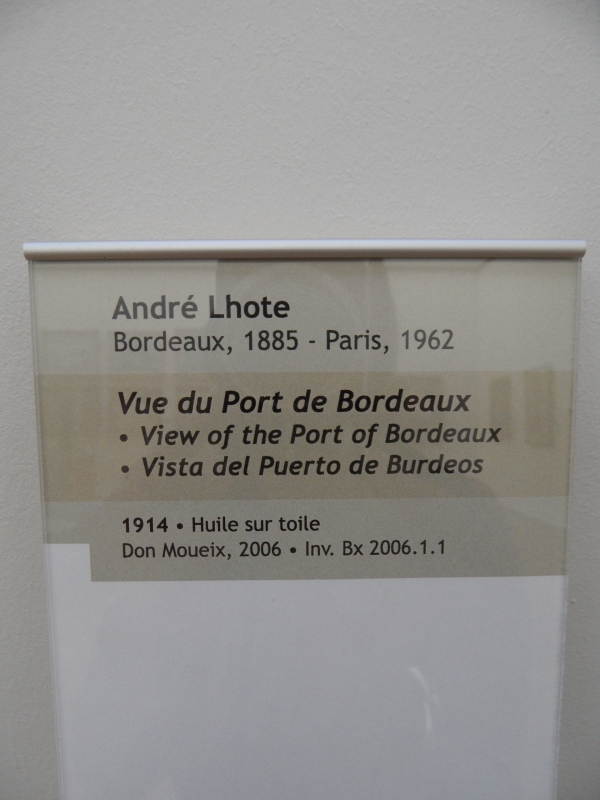 André Lhote
Bordeaux, 1885 - Paris, 1962
Vue du Port de Bordeaux
• View of the Port of Bordeaux
• Vista del Puerto de Burdeos
1914 • Huile sur toile
Don Moueix, 2006 • Inv. Bx 2006.1.1